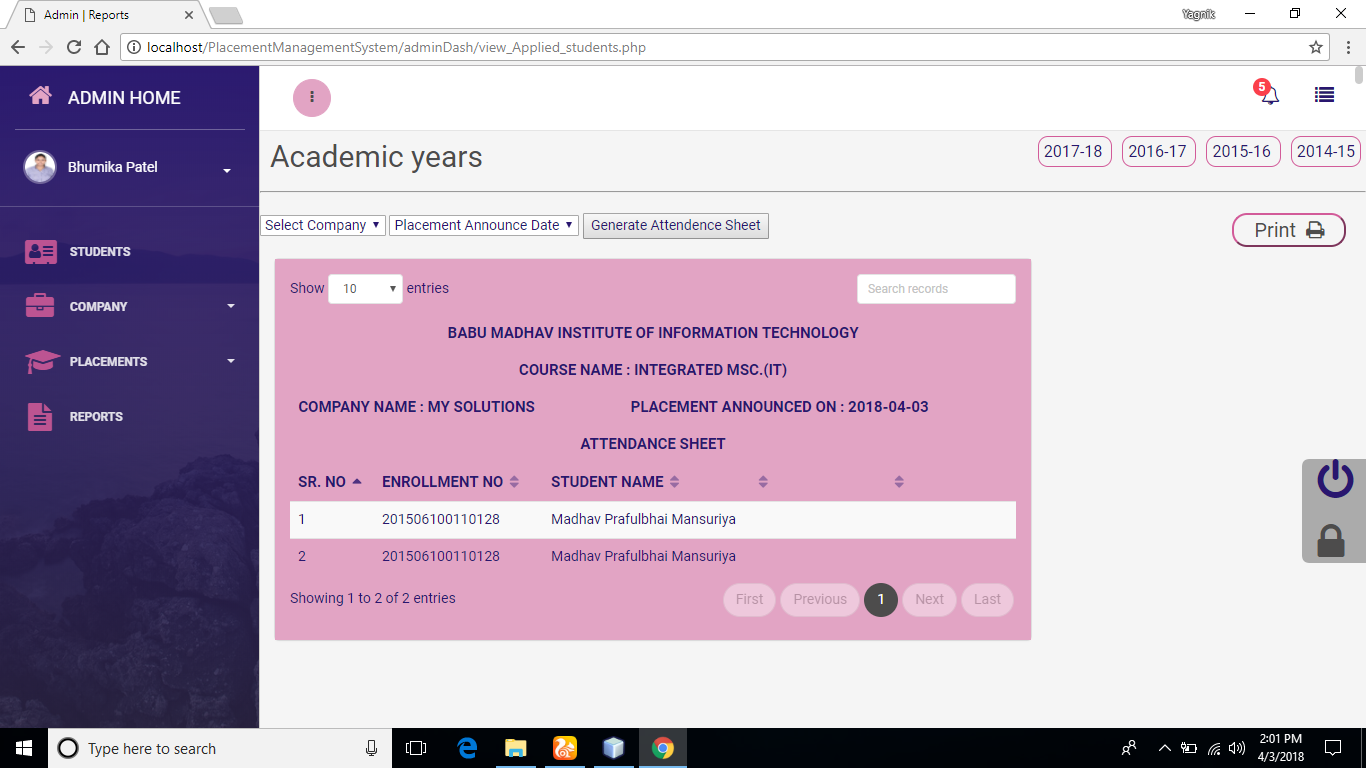 Admin | Reports
Yagnik
localhost/PlacementManagementSystem/adminDash/view_Applied_students.php
ADMIN HOME
5
Academic years
2017-18 2016-17 2015-16 2014-15
Bhumika Patel
Select Company Placement Announce Date Generate Attendence Sheet Print
STUDENTS
COMPANY
PLACEMENTS
REPORTS
Show 10 entries Search records
BABU MADHAV INSTITUTE OF INFORMATION TECHNOLOGY
COURSE NAME : INTEGRATED MSC.(IT)
COMPANY NAME : MY SOLUTIONS PLACEMENT ANNOUNCED ON : 2018-04-03
ATTENDANCE SHEET
SR. NO ENROLLMENT NO STUDENT NAME
1 201506100110128 Madhav Prafulbhai Mansuriya
2 201506100110128 Madhav Prafulbhai Mansuriya
Showing 1 to 2 of 2 entries First Previous 1 Next Last
Type here to search
2:01 PM
4/3/2018